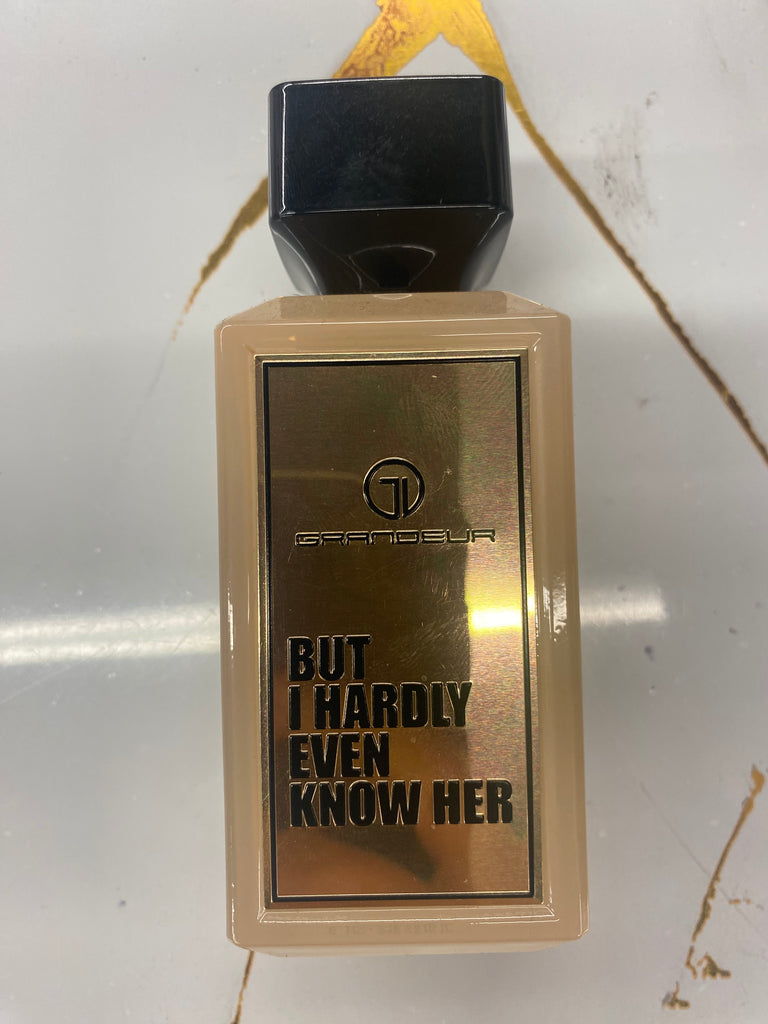 GRANDEUR
BUT
I HARDLY
EVEN
KNOW HER